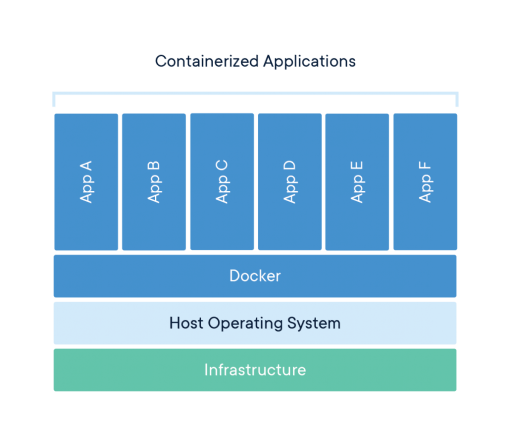 Containerized Applications
App A
App B
App C
App D
App E
App F
Docker
Host Operating System
Infrastructure